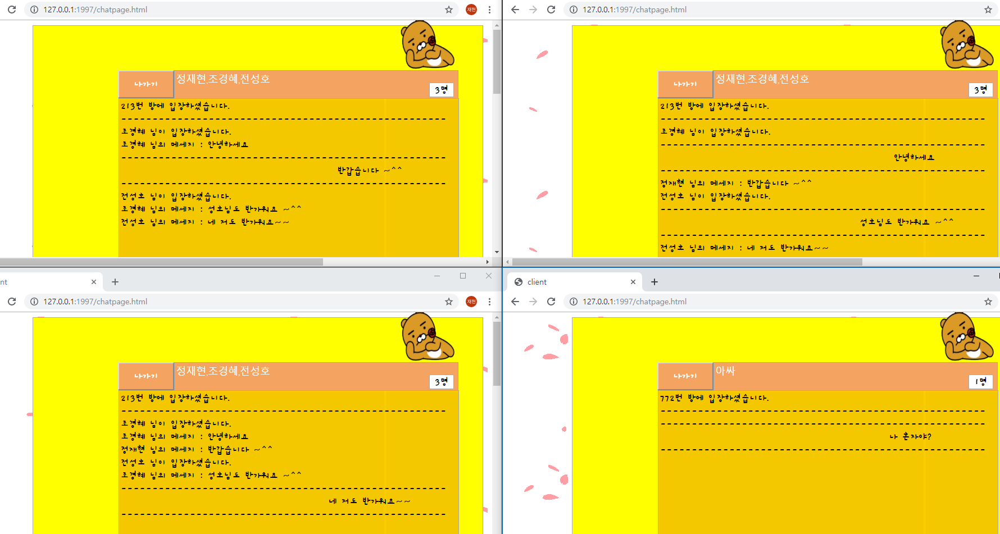 127.0.0.1:1997/chatpage.html
재현
나가기
정재현,조경혜,전성호
3명
213번 방에 입장하셨습니다.
---------------------------------------------------------
조경혜 님이 입장하셨습니다.
조경혜 님의 메세지 : 안녕하세요
---------------------------------------------------------
반갑습니다 ~^^
---------------------------------------------------------
전성호 님이 입장하셨습니다.
조경혜 님의 메세지 : 성호님도 반가워요 ~^^
전성호 님의 메세지 : 네 저도 반가워요~~
127.0.0.1:1997/chatpage.html
나가기
정재현,조경혜,전성호
3명
213번 방에 입장하셨습니다.
---------------------------------------------------------
조경혜 님이 입장하셨습니다.
---------------------------------------------------------
안녕하세요
---------------------------------------------------------
정재현 님의 메세지 : 반갑습니다 ~^^
전성호 님이 입장하셨습니다.
---------------------------------------------------------
성호님도 반가워요 ~^^
---------------------------------------------------------
전성호 님의 메세지 : 네 저도 반가워요~~
nt
127.0.0.1:1997/chatpage.html
재현
나가기
정재현,조경혜,전성호
3명
213번 방에 입장하셨습니다.
---------------------------------------------------------
조경혜 님이 입장하셨습니다.
조경혜 님의 메세지 : 안녕하세요
정재현 님의 메세지 : 반갑습니다 ~^^
전성호 님이 입장하셨습니다.
조경혜 님의 메세지 : 성호님도 반가워요 ~^^
---------------------------------------------------------
네 저도 반가워요~~
---------------------------------------------------------
client
127.0.0.1:1997/chatpage.html
나가기
아싸
1명
772번 방에 입장하셨습니다.
---------------------------------------------------------
---------------------------------------------------------
나 혼자야?
---------------------------------------------------------